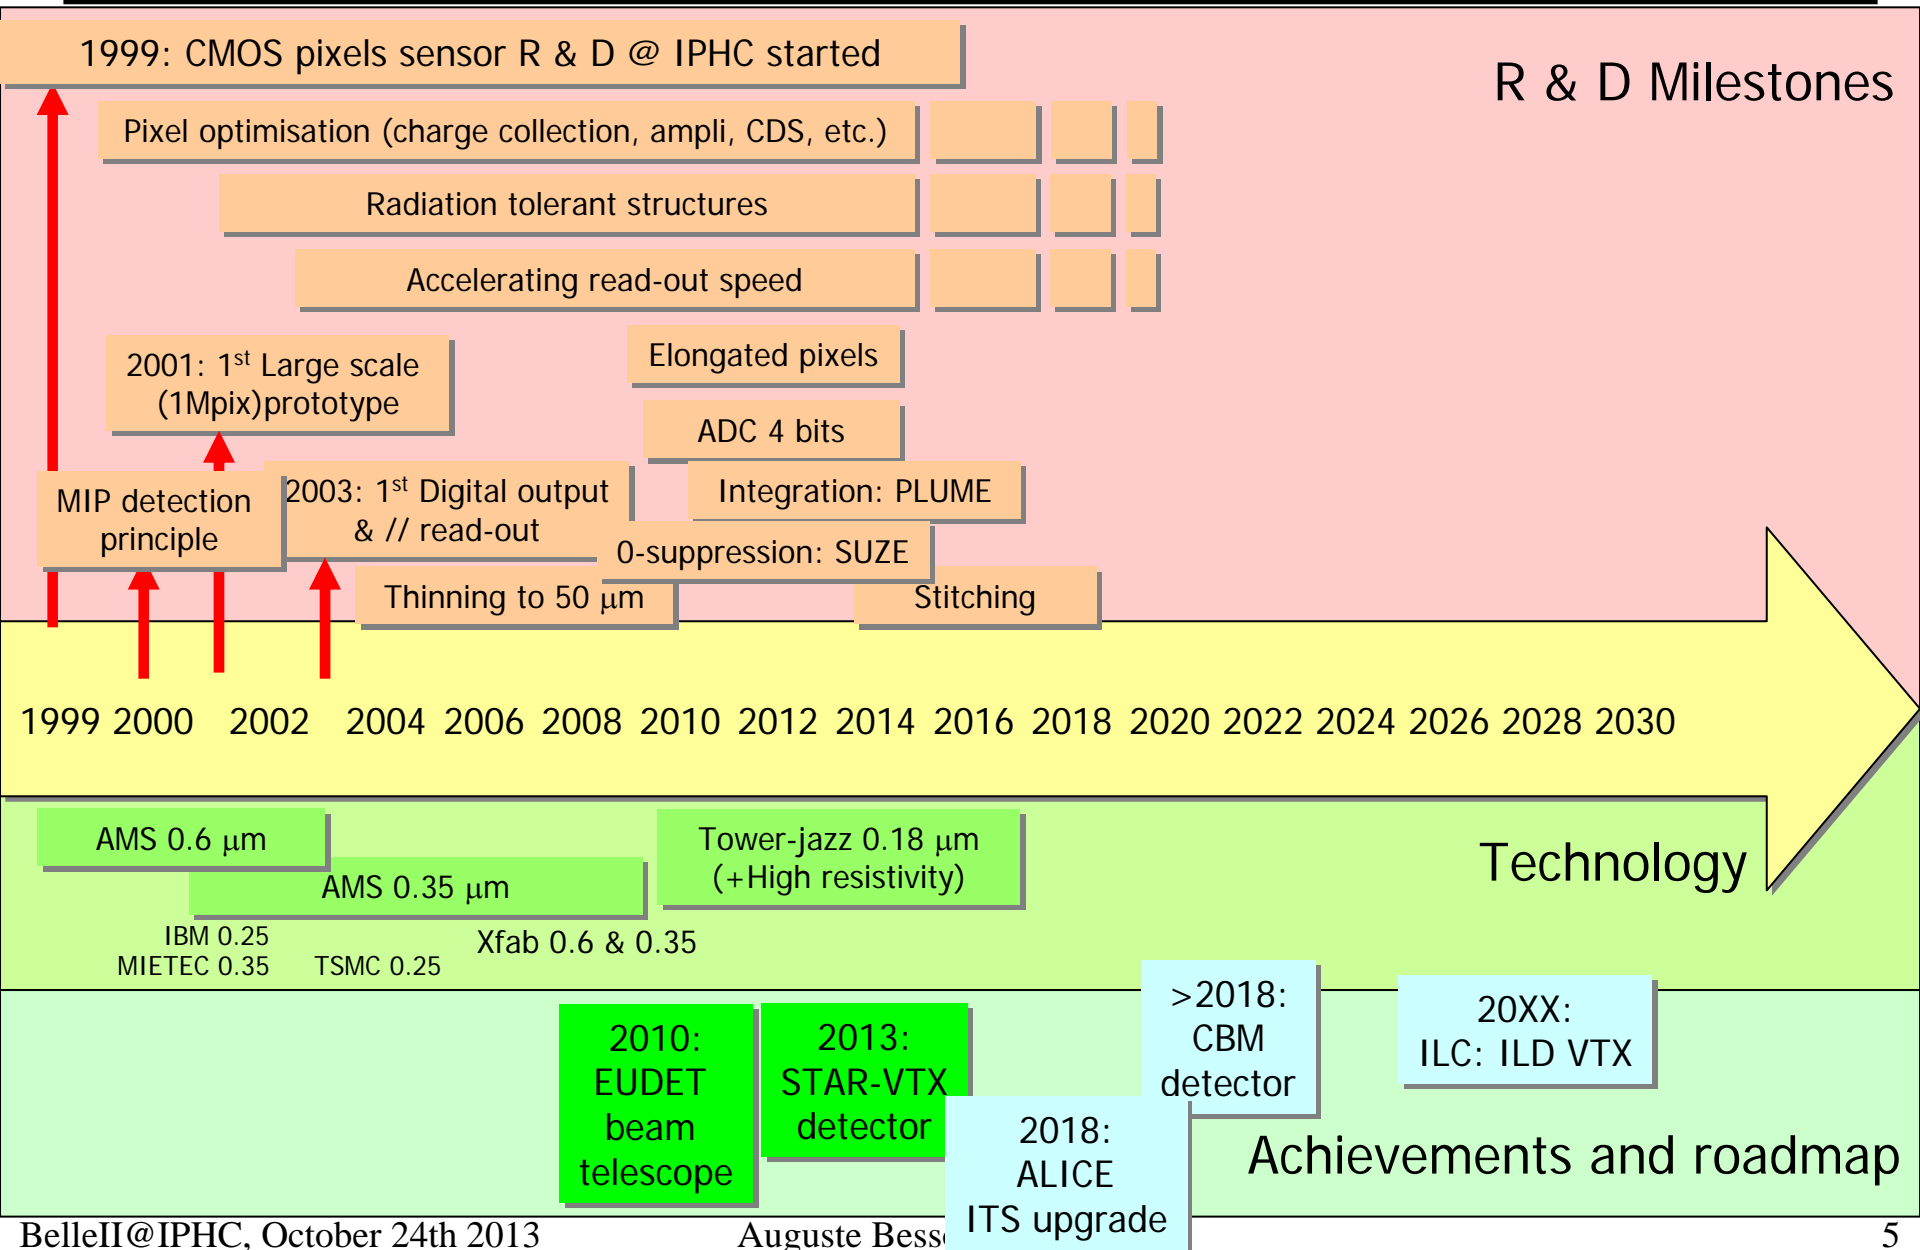 1999: CMOS pixels sensor R & D @ IPHC started
R & D Milestones
Pixel optimisation (charge collection, ampli, CDS, etc.)
Radiation tolerant structures
Accelerating read-out speed
2001: 1st Large scale
(1Mpix)prototype
Elongated pixels
ADC 4 bits
MIP detection
principle
2003: 1st Digital output
& // read-out
Integration: PLUME
0-suppression: SUZE
Thinning to 50 μm
Stitching
1999 2000 2002 2004 2006 2008 2010 2012 2014 2016 2018 2020 2022 2024 2026 2028 2030
AMS 0.6 μm
AMS 0.35 μm
Tower-jazz 0.18 μm
(+High resistivity)
Technology
IBM 0.25
MIETEC 0.35
TSMC 0.25
Xfab 0.6 & 0.35
2010:
EUDET
beam
telescope
2013:
STAR-VTX
detector
2018:
ALICE
ITS upgrade
>2018:
CBM
detector
20XX:
ILC: ILD VTX
Achievements and roadmap
BelleII@IPHC, October 24th 2013
Auguste
5